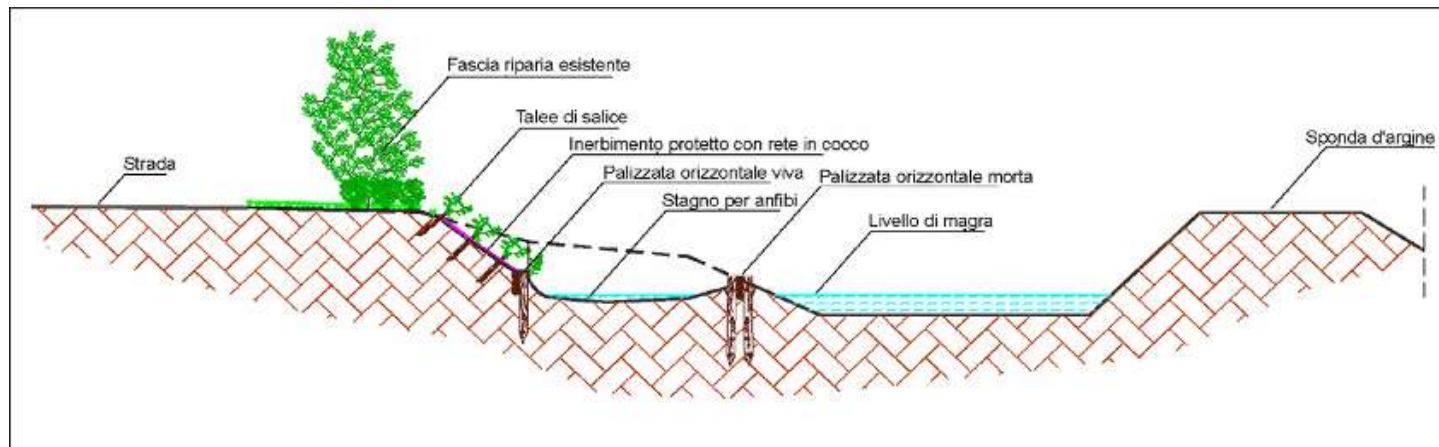 Fascia riparia esistente
Talee di salice
Inerbimento protetto con rete in cocco
Strada
Palizzata orizzontale viva
Stagno per anfibi
Palizzata orizzontale morta
Livello di magra
Sponda d'argine